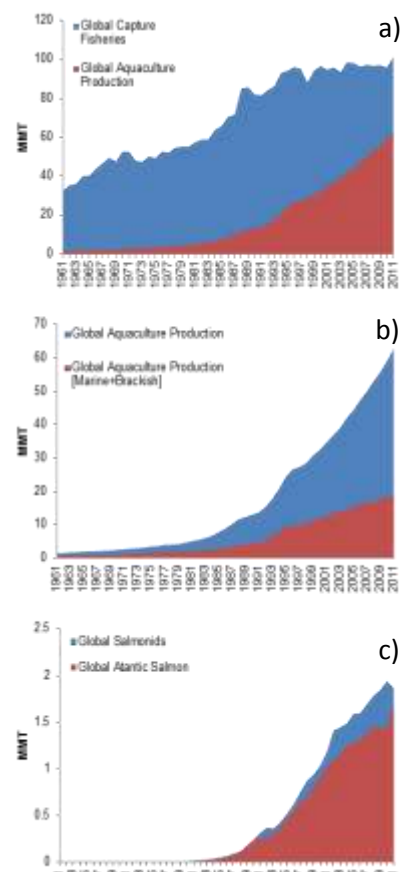 a)
120
Global Capture
Fisheries
Global Aquaculture
Production
100
80
60
40
20
0
MMT
1961 1963 1965 1967 1969 1971 1973 1975 1977 1979 1981 1983 1985 1987 1989 1991 1993 1995 1997 1999 2001 2003 2005 2007 2009 2011
b)
70
Global Aquaculture Production
Global Aquaculture Production
[Marine+Brackish]
60
50
40
30
20
10
0
MMT
1961 1963 1965 1967 1969 1971 1973 1975 1977 1979 1981 1983 1985 1987 1989 1991 1993 1995 1997 1999 2001 2003 2005 2007 2009 2011
c)
2.5
Global Salmonids
Global Atantic Salmon
2
1.5
1
0.5
0
MMT